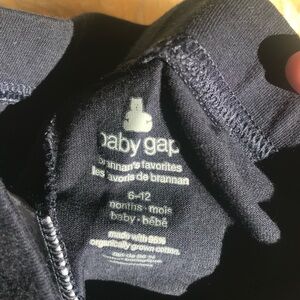 baby gap
brannan's favorites
les favoris de brannan
6-12
months · mois
baby · bébé
made with 95%
organically grown cotton.